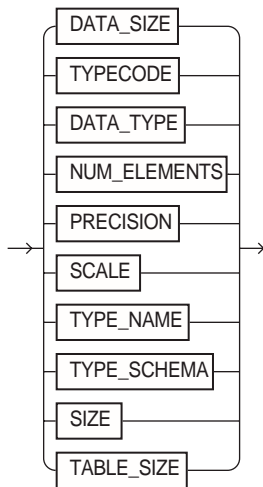 DATA_SIZE
TYPECODE
DATA_TYPE
NUM_ELEMENTS
PRECISION
SCALE
TYPE_NAME
TYPE_SCHEMA
SIZE
TABLE_SIZE